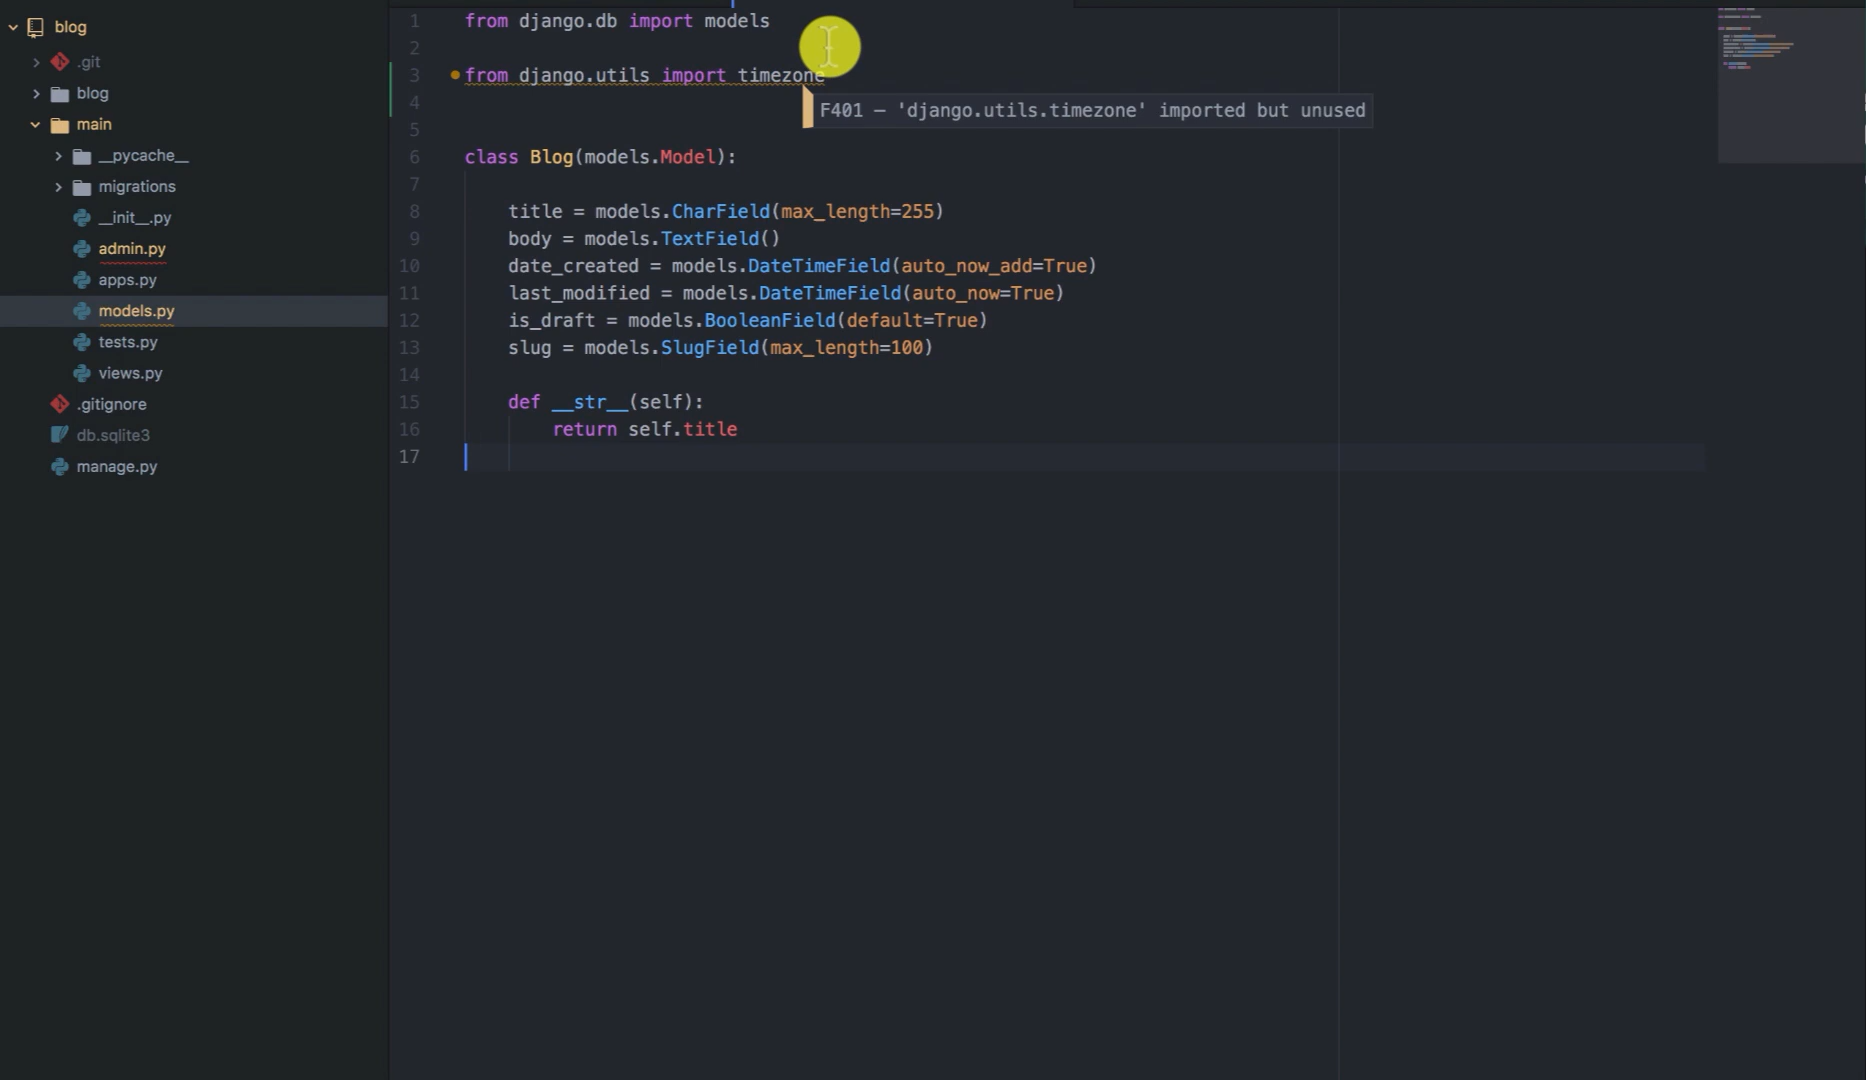 blog
.git
blog
main
__pycache__
migrations
__init__.py
admin.py
apps.py
models.py
tests.py
views.py
.gitignore
db.sqlite3
manage.py
1 from django.db import models
2
3 from django.utils import timezone
4
F401 — 'django.utils.timezone' imported but unused
5
6 class Blog(models.Model):
7
8 title = models.CharField(max_length=255)
9 body = models.TextField()
10 date_created = models.DateTimeField(auto_now_add=True)
11 last_modified = models.DateTimeField(auto_now=True)
12 is_draft = models.BooleanField(default=True)
13 slug = models.SlugField(max_length=100)
14
15 def __str__(self):
16 return self.title
17